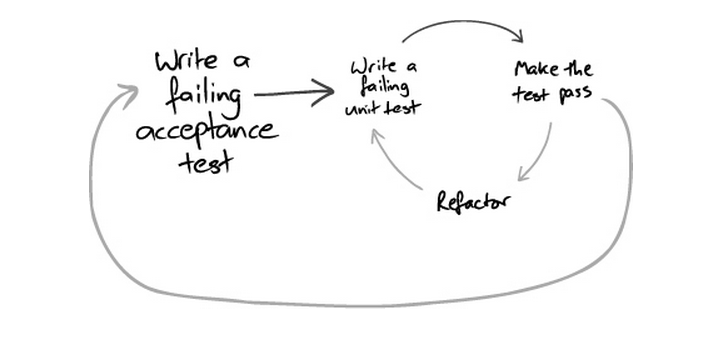 Write a
failing
acceptance
test
Write a
failing
unit test
Make the
test pass
Refactor